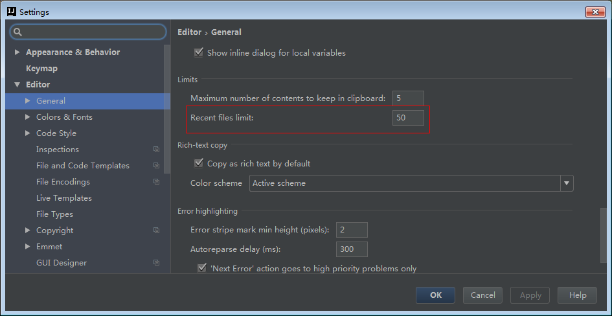 Settings
Appearance & Behavior
Keymap
Editor
General
Colors & Fonts
Code Style
Inspections
File and Code Templates
File Encodings
Live Templates
File Types
Copyright
Emmet
GUI Designer
Editor › General
Show inline dialog for local variables
Limits
Maximum number of contents to keep in clipboard: 5
Recent files limit: 50
Rich-text copy
Copy as rich text by default
Color scheme Active scheme
Error highlighting
Error stripe mark min height (pixels): 2
Autoreparse delay (ms): 300
'Next Error' action goes to high priority problems only
OK Cancel Apply Help